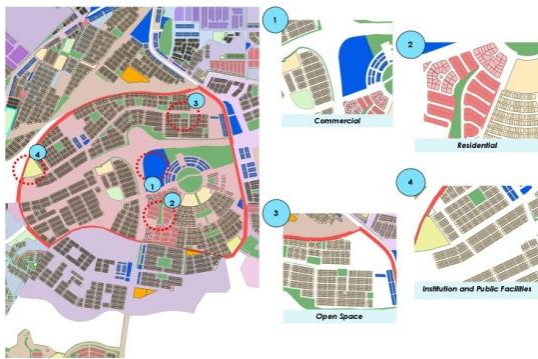 3
4
1
2
1
Commercial
2
Residential
3
Open Space
4
Institution and Public Facilities